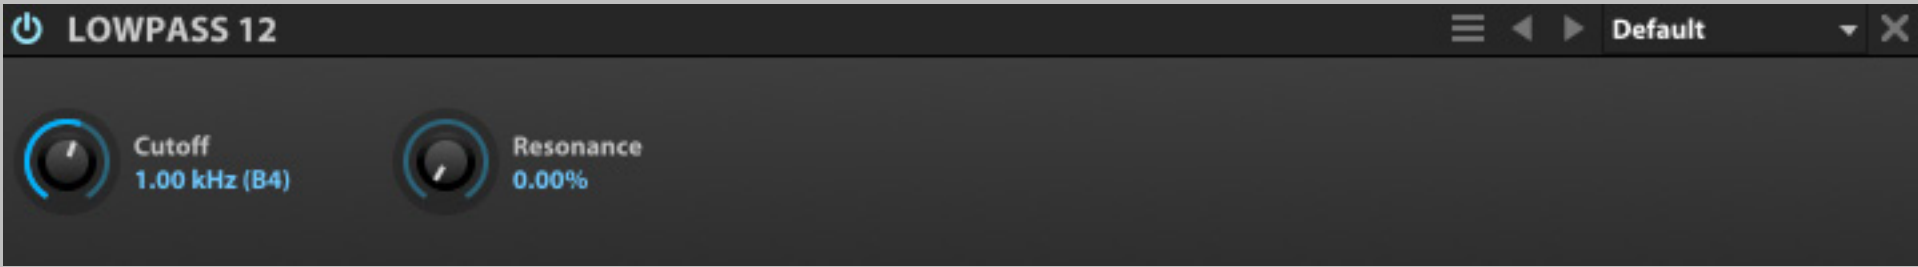 LOWPASS 12
Default
Cutoff
1.00 kHz (B4)
Resonance
0.00%